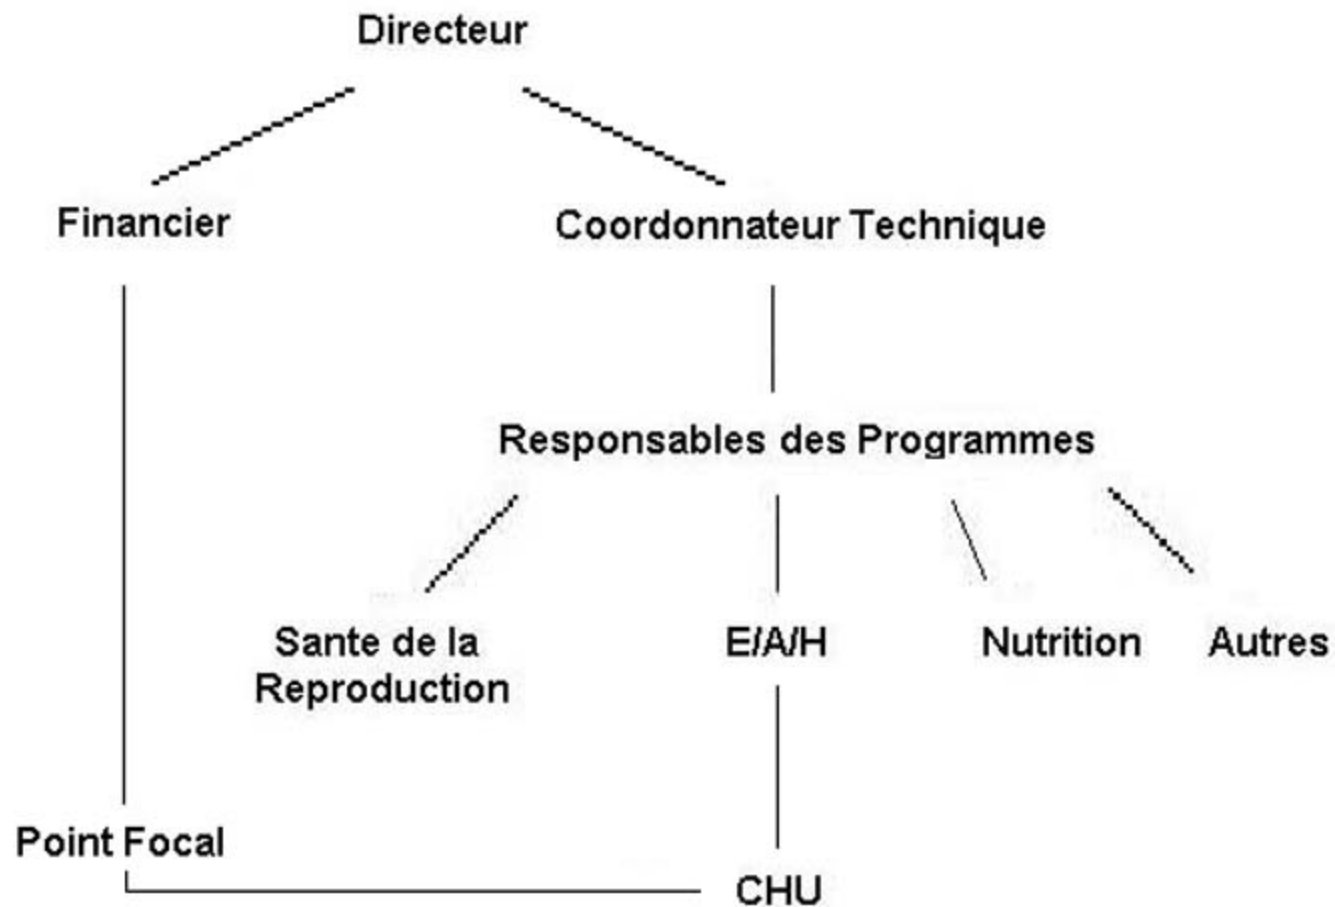 Directeur
Financier
Coordonnateur Technique
Responsables des Programmes
Sante de la
Reproduction
E/A/H
Nutrition
Autres
Point Focal
CHU